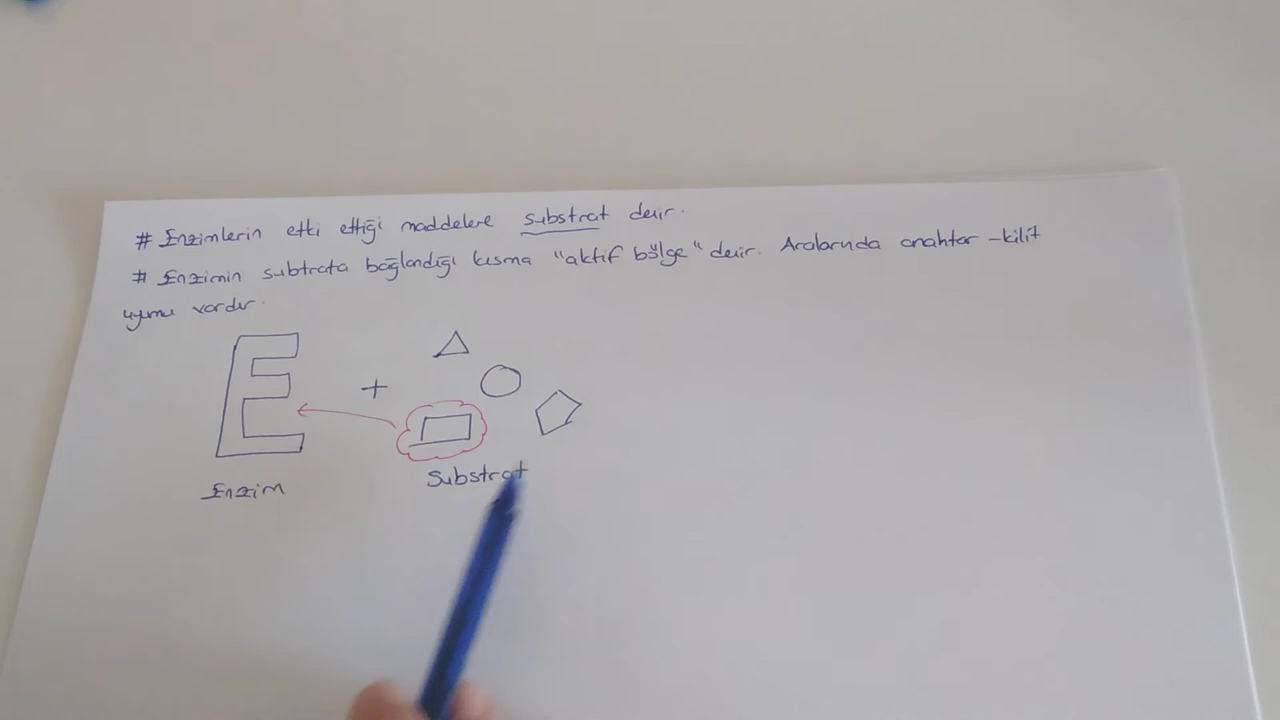 # Enzimlerin etki ettiği maddelere substrat denir.
# Enzimin subtrata bağlandığı kısma "aktif bölge" denir. Aralarında anahtar-kilit
uyumu vardır.
+
Enzim
Substrat